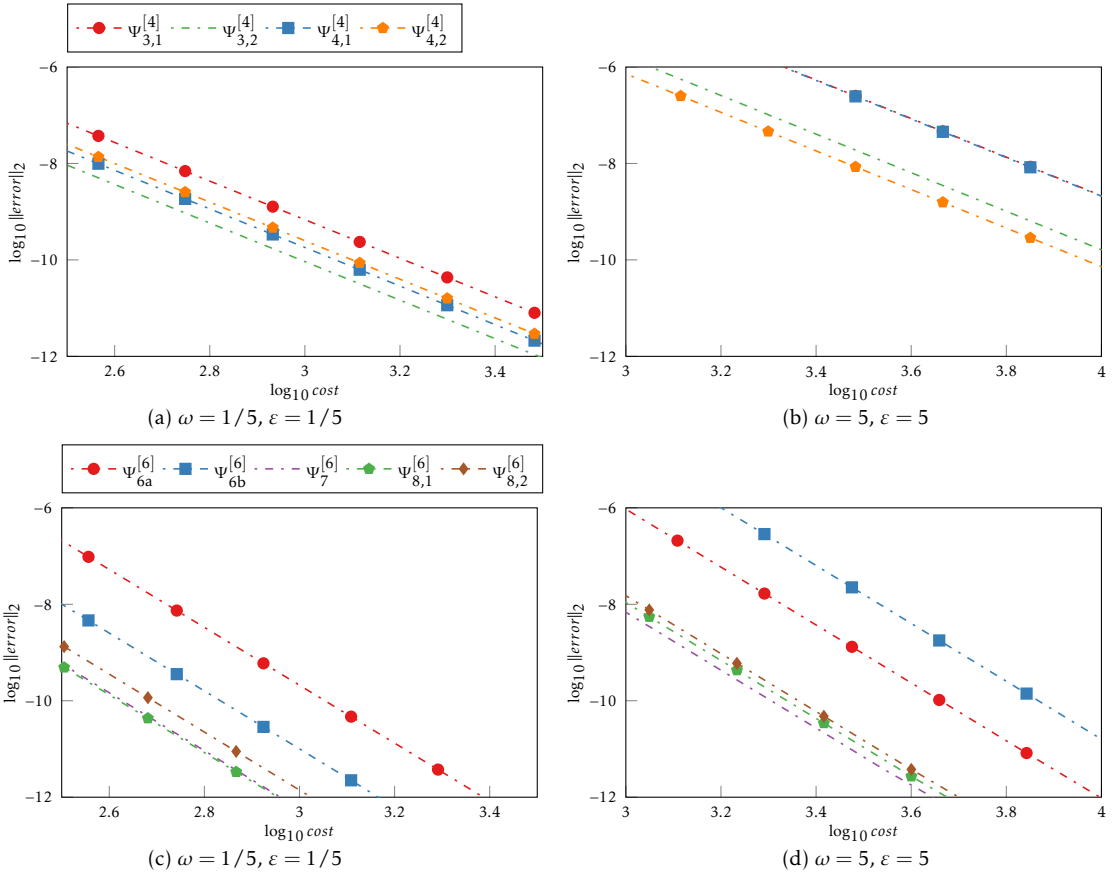 Ψ[4]3,1 Ψ[4]3,2 Ψ[4]4,1 Ψ[4]4,2
−6
−8
−10
−12
log10 ||error||2
2.6 2.8 3 3.2 3.4
log10 cost
(a) ω = 1/5, ε = 1/5
−6
−8
−10
−12
log10 ||error||2
3 3.2 3.4 3.6 3.8 4
log10 cost
(b) ω = 5, ε = 5
Ψ[6]6a Ψ[6]6b Ψ[6]7 Ψ[6]8,1 Ψ[6]8,2
−6
−8
−10
−12
log10 ||error||2
2.6 2.8 3 3.2 3.4
log10 cost
(c) ω = 1/5, ε = 1/5
−6
−8
−10
−12
log10 ||error||2
3 3.2 3.4 3.6 3.8 4
log10 cost
(d) ω = 5, ε = 5